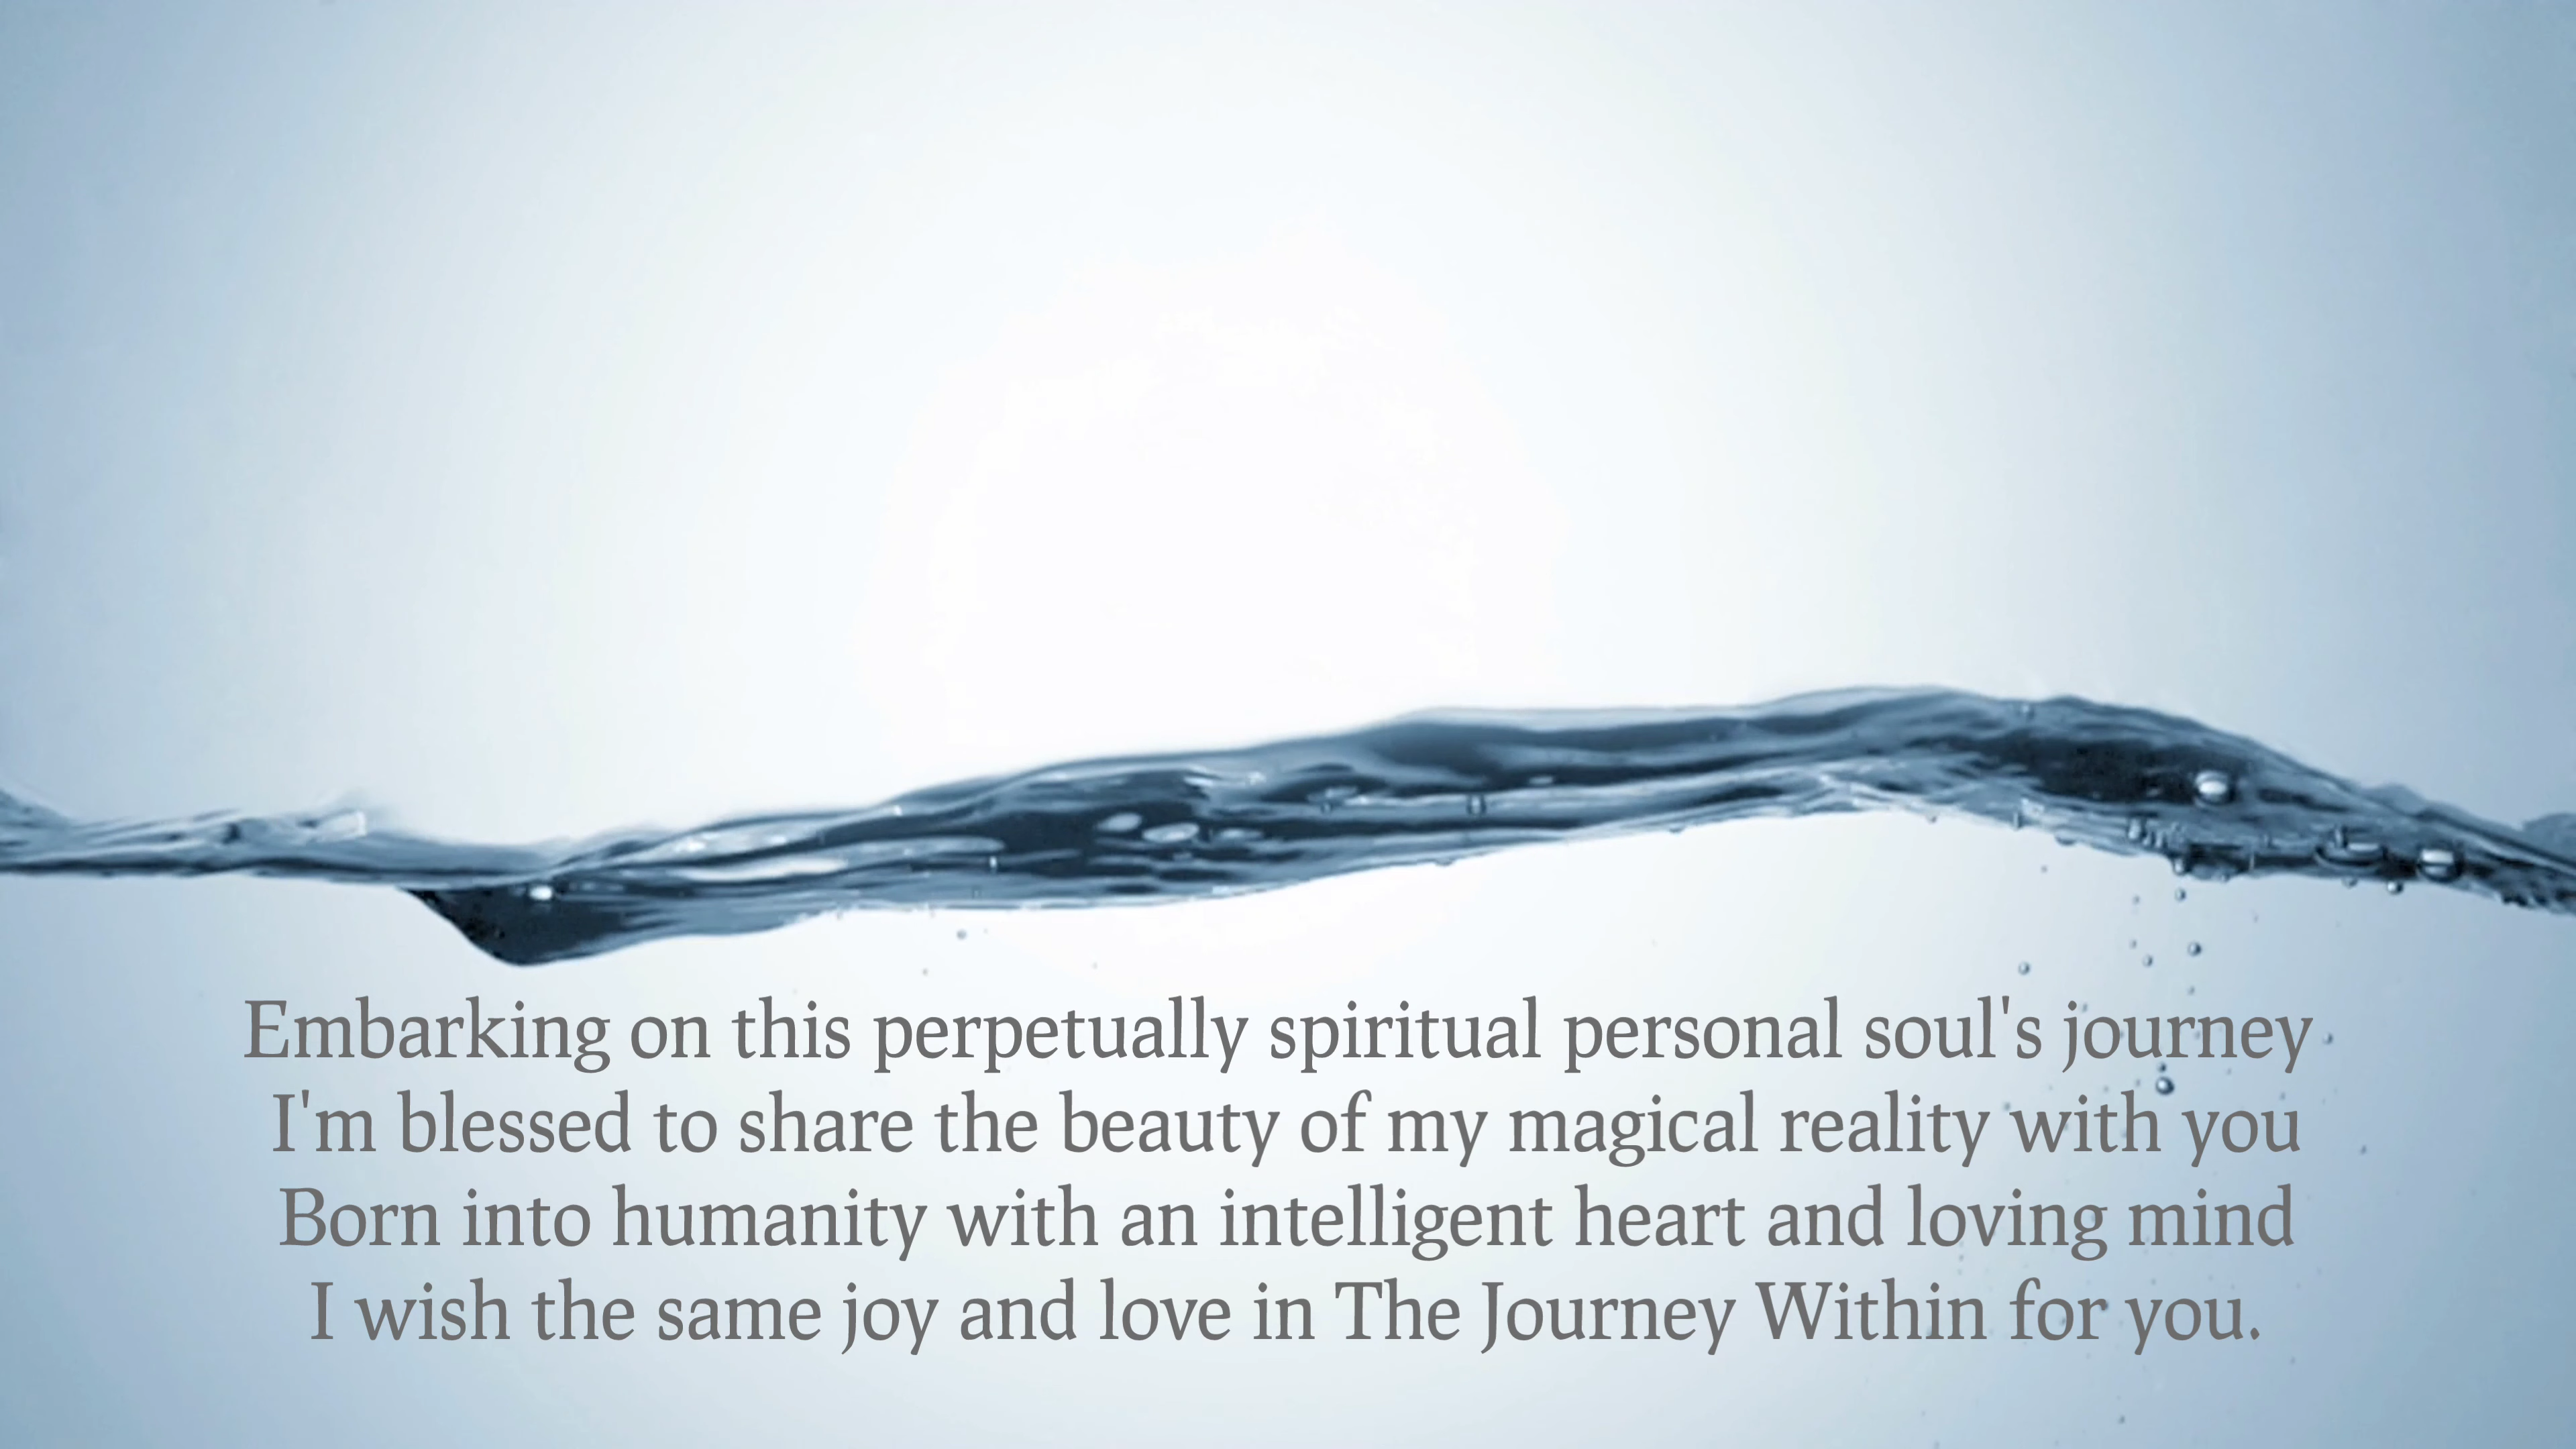 Embarking on this perpetually spiritual personal soul's journey
I'm blessed to share the beauty of my magical reality with you
Born into humanity with an intelligent heart and loving mind
I wish the same joy and love in The Journey Within for you.